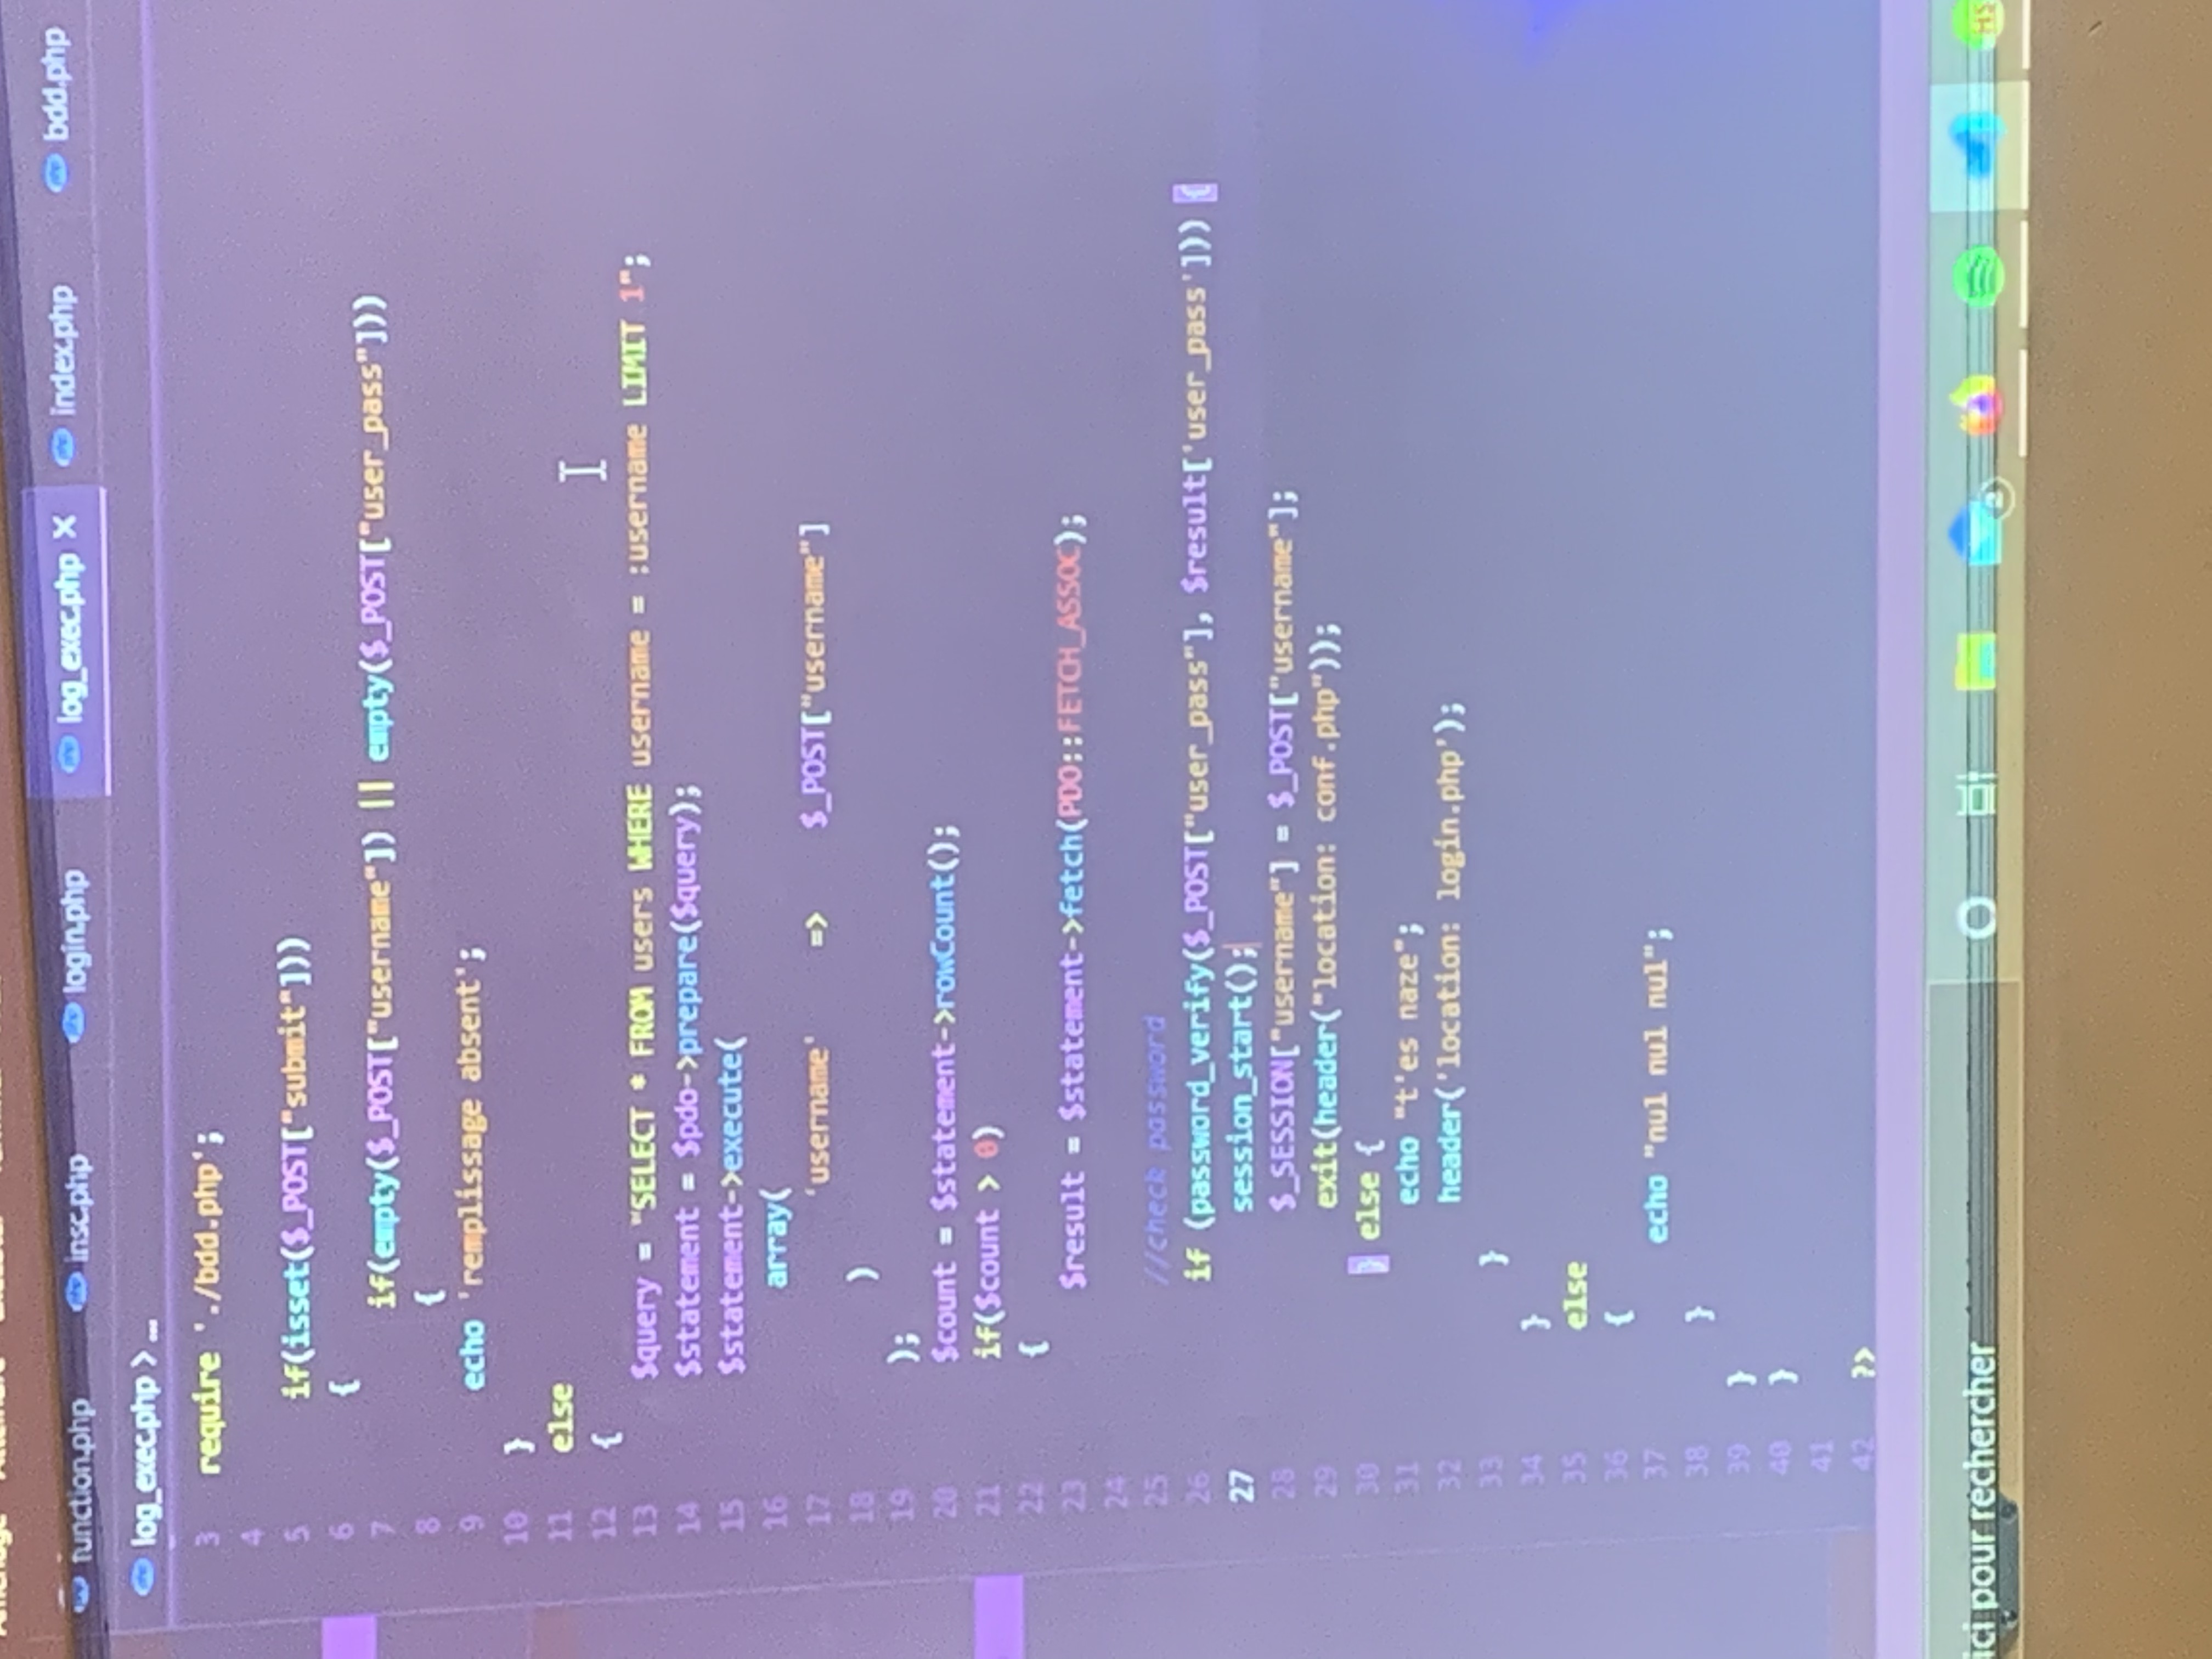 function.php insc.php login.php log_exec.php X index.php bdd.php
log_exec.php > ...
3 require './bdd.php';
4
5 if(isset($_POST["submit"]))
6 {
7 if(empty($_POST["username"]) || empty($_POST["user_pass"]))
8 {
9 echo 'remplissage absent';
10 }
11 else
12 {
13 $query = "SELECT * FROM users WHERE username = :username LIMIT 1";
14 $statement = $pdo->prepare($query);
15 $statement->execute(
16 array(
17 'username' => $_POST["username"]
18 )
19 );
20 $count = $statement->rowCount();
21 if($count > 0)
22 {
23 $result = $statement->fetch(PDO::FETCH_ASSOC);
24
25 //check password
26 if (password_verify($_POST["user_pass"], $result['user_pass'])) {
27 session_start();
28 $_SESSION["username"] = $_POST["username"];
29 exit(header("location: conf.php"));
30 } else {
31 echo "t'es naze";
32 header('location: login.php');
33 }
34 }
35 else
36 {
37 echo "nul nul nul";
38 }
39 }
40 }
41
42 ?>
ici pour rechercher
2
HS